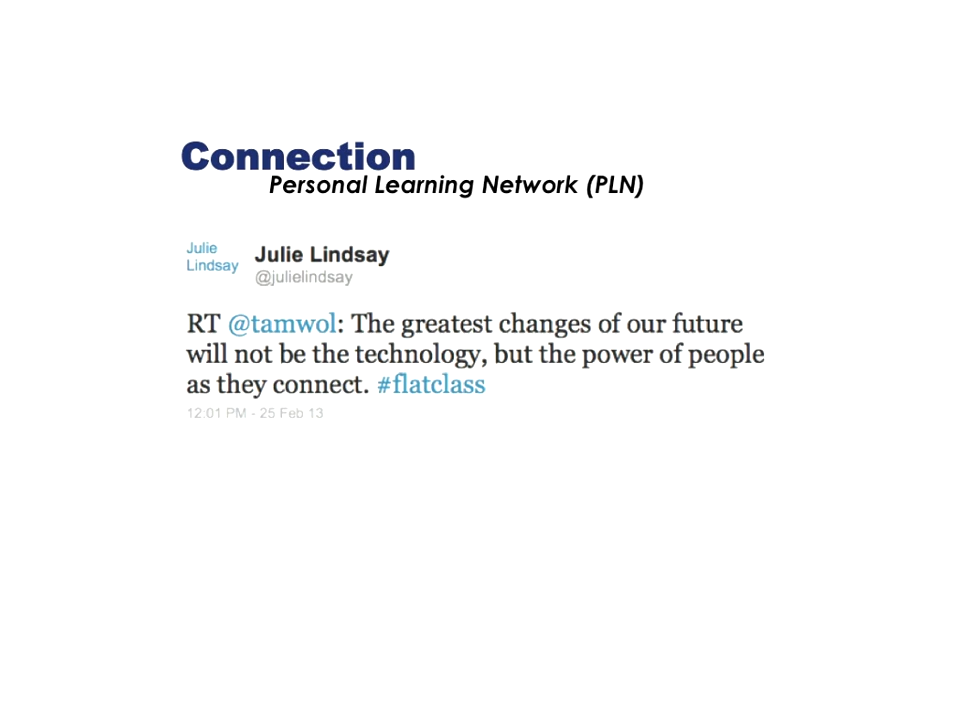 Connection
Personal Learning Network (PLN)
Julie
Lindsay
Julie Lindsay
@julielindsay
RT @tamwol: The greatest changes of our future
will not be the technology, but the power of people
as they connect. #flatclass
12:01 PM - 25 Feb 13